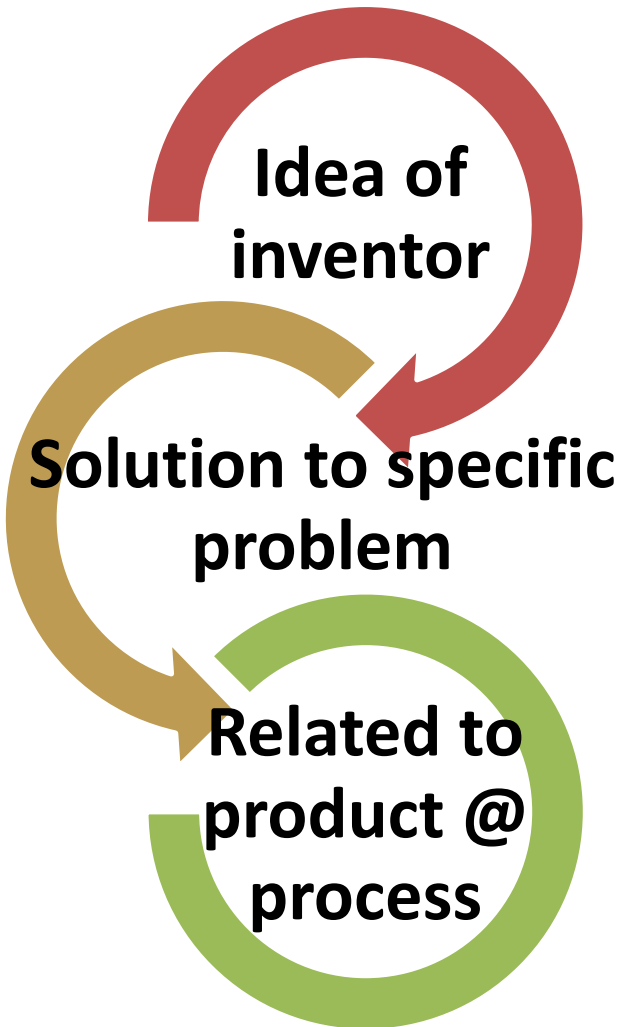 Idea of
inventor
Solution to specific
problem
Related to
product @
process